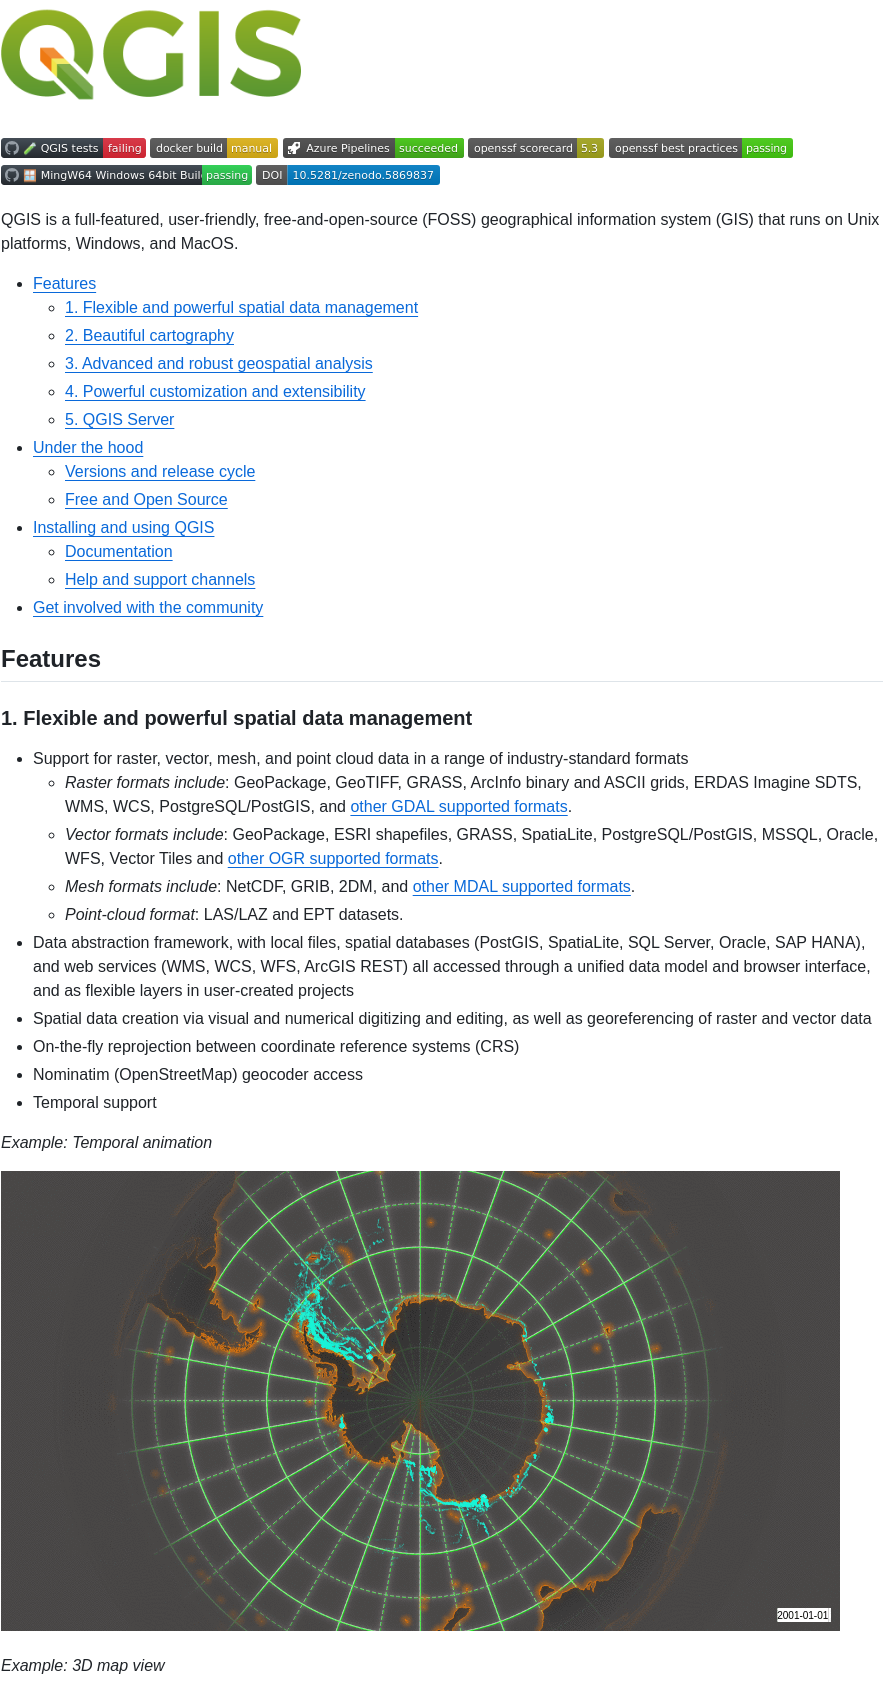 QGIS
QGIS tests failing docker build manual Azure Pipelines succeeded openssf scorecard 5.3 openssf best practices passing
MingW64 Windows 64bit Buil passing DOI 10.5281/zenodo.5869837
QGIS is a full-featured, user-friendly, free-and-open-source (FOSS) geographical information system (GIS) that runs on Unix
platforms, Windows, and MacOS.
Features
1. Flexible and powerful spatial data management
2. Beautiful cartography
3. Advanced and robust geospatial analysis
4. Powerful customization and extensibility
5. QGIS Server
Under the hood
Versions and release cycle
Free and Open Source
Installing and using QGIS
Documentation
Help and support channels
Get involved with the community
Features
1. Flexible and powerful spatial data management
Support for raster, vector, mesh, and point cloud data in a range of industry-standard formats
Raster formats include: GeoPackage, GeoTIFF, GRASS, ArcInfo binary and ASCII grids, ERDAS Imagine SDTS,
WMS, WCS, PostgreSQL/PostGIS, and other GDAL supported formats.
Vector formats include: GeoPackage, ESRI shapefiles, GRASS, SpatiaLite, PostgreSQL/PostGIS, MSSQL, Oracle,
WFS, Vector Tiles and other OGR supported formats.
Mesh formats include: NetCDF, GRIB, 2DM, and other MDAL supported formats.
Point-cloud format: LAS/LAZ and EPT datasets.
Data abstraction framework, with local files, spatial databases (PostGIS, SpatiaLite, SQL Server, Oracle, SAP HANA),
and web services (WMS, WCS, WFS, ArcGIS REST) all accessed through a unified data model and browser interface,
and as flexible layers in user-created projects
Spatial data creation via visual and numerical digitizing and editing, as well as georeferencing of raster and vector data
On-the-fly reprojection between coordinate reference systems (CRS)
Nominatim (OpenStreetMap) geocoder access
Temporal support
Example: Temporal animation
2001-01-01
Example: 3D map view